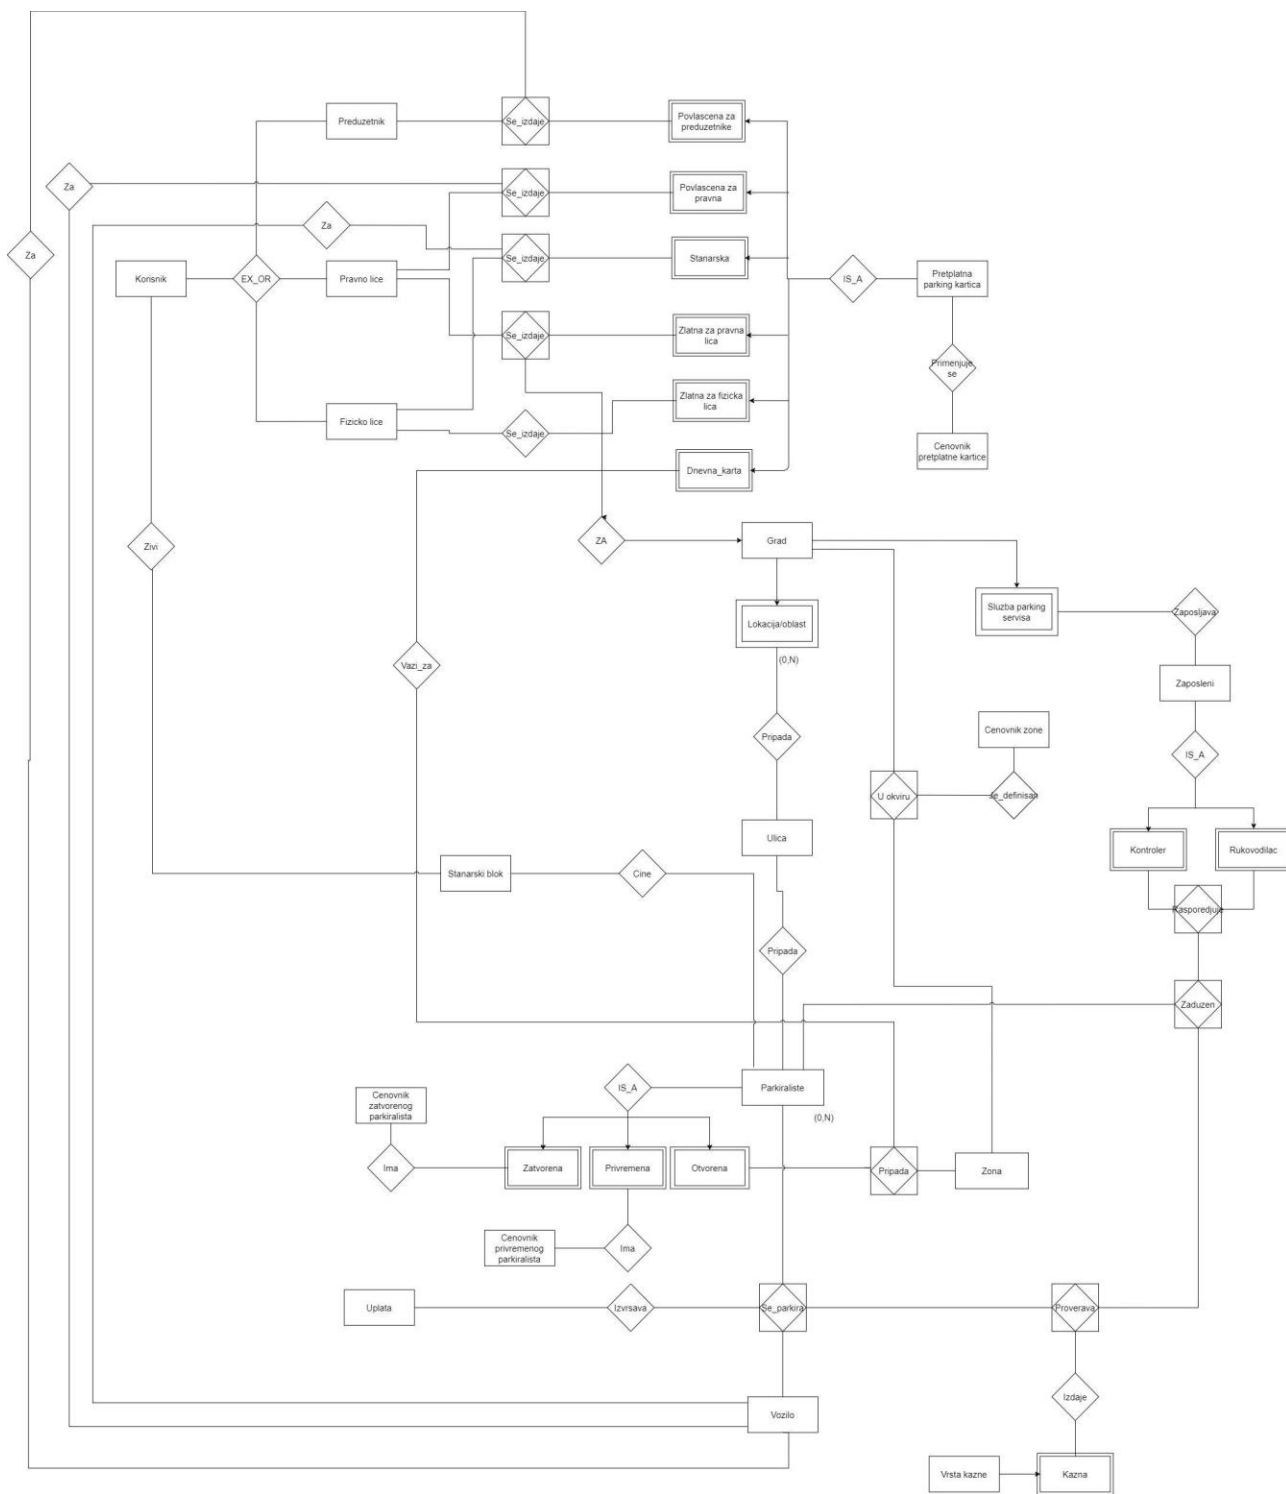 Preduzetnik
Se_izdaje
Povlascena za
preduzetnike
Za
Se_izdaje
Povlascena za
pravna
Za
Se_izdaje
Stanarska
Za
Korisnik
EX_OR
Pravno lice
IS_A
Pretplatna
parking kartica
Se_izdaje
Zlatna za pravna
lica
Primenjuje
se
Zlatna za fizicka
lica
Fizicko lice
Se_izdaje
Cenovnik
pretplatne kartice
Dnevna_karta
Zivi
ZA
Grad
Sluzba parking
servisa
Zaposljava
Lokacija/oblast
(0,N)
Vazi_za
Zaposleni
Cenovnik zone
Pripada
IS_A
U okviru
se_definisan
Ulica
Kontroler
Rukovodilac
Stanarski blok
Cine
Rasporedjuje
Pripada
Zaduzen
IS_A
Parkiraliste
(0,N)
Cenovnik
zatvorenog
parkiralista
Ima
Zatvorena
Privremena
Otvorena
Pripada
Zona
Cenovnik
privremenog
parkiralista
Ima
Uplata
Izvrsava
Se_parkira
Proverava
Izdaje
Vozilo
Vrsta kazne
Kazna